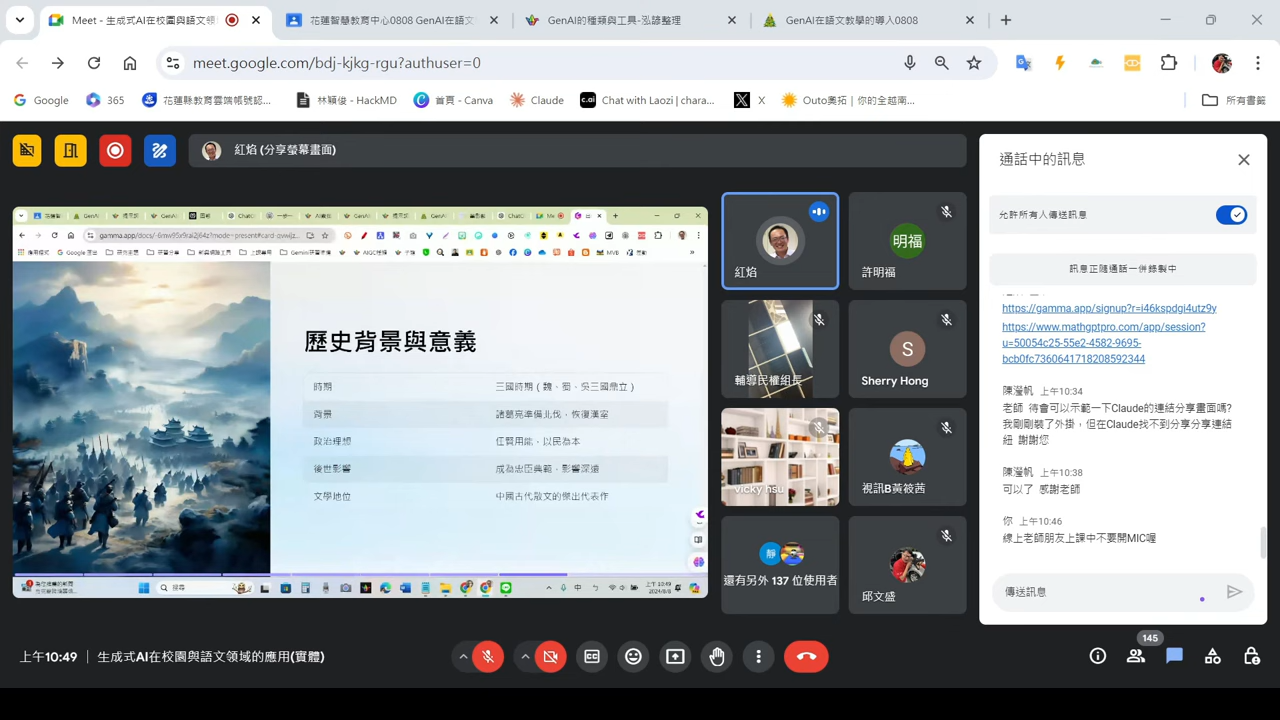 Meet - 生成式AI在校園與語文領
花蓮智慧教育中心0808 GenAI在語文
GenAI的種類與工具-泓諺整理
GenAI在語文教學的導入0808
meet.google.com/bdj-kjkg-rgu?authuser=0
Google
365
花蓮縣教育雲端帳號認...
林穎俊 - HackMD
首頁 - Canva
Claude
Chat with Laozi | chara...
X
Outo奧拓｜你的全越南...
所有書籤
紅焰 (分享螢幕畫面)
歷史背景與意義
時期 三國時期（魏、蜀、吳三國鼎立）
背景 諸葛亮準備北伐，恢復漢室
政治理想 任賢用能，以民為本
後世影響 成為忠臣典範，影響深遠
文學地位 中國古代散文的傑出代表作
搜尋
上午 10:49
2024/8/8
紅焰
明福
許明福
輔導民權組長
S
Sherry Hong
vicky hsu
視訊B黃筱茜
靜
還有另外 137 位使用者
邱文盛
通話中的訊息
允許所有人傳送訊息
訊息正隨通話一併錄製中
https://gamma.app/signup?r=i46kspdgi4utz9y
https://www.mathgptpro.com/app/session?
u=50054c25-55e2-4582-9695-
bcb0fc7360641718208592344
陳瀅帆 上午10:34
老師 待會可以示範一下Claude的連結分享畫面嗎?
我剛剛裝了外掛，但在Claude找不到分享分享連結
紐 謝謝您
陳瀅帆 上午10:38
可以了 感謝老師
你 上午10:46
線上老師朋友上課中不要開MIC喔
傳送訊息
上午10:49 | 生成式AI在校園與語文領域的應用(實體)
145